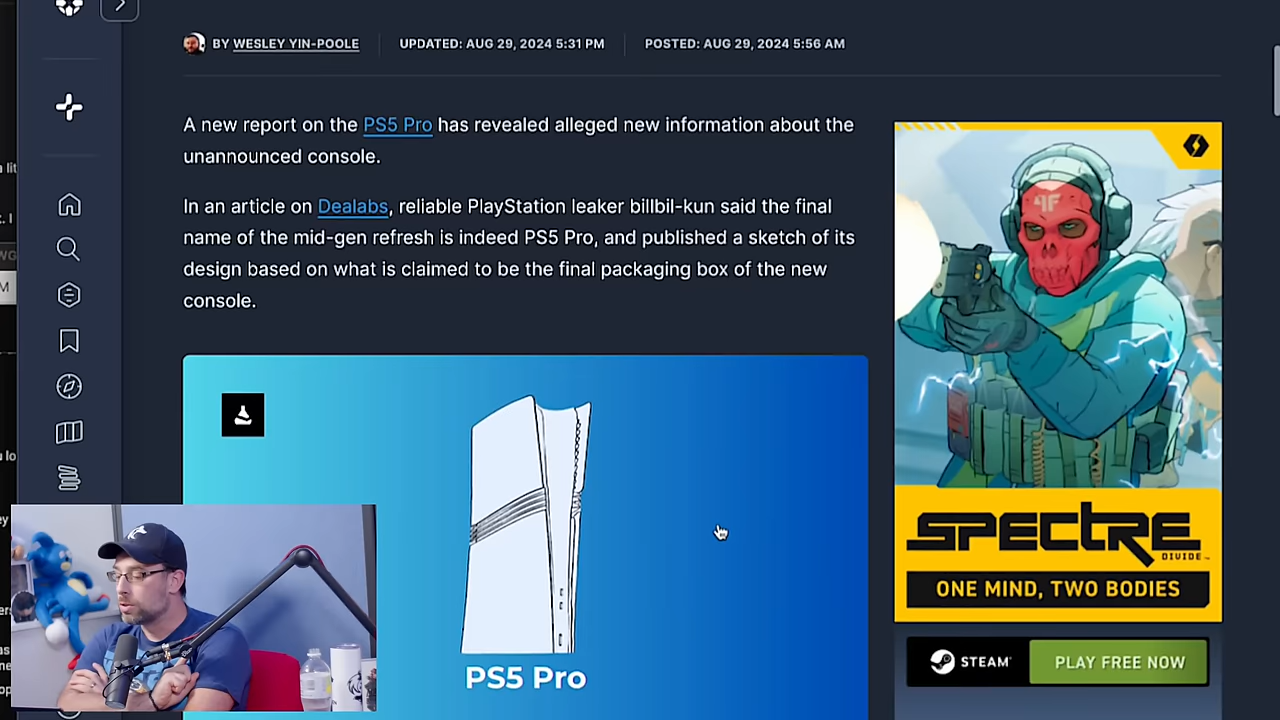 BY WESLEY YIN-POOLE UPDATED: AUG 29, 2024 5:31 PM POSTED: AUG 29, 2024 5:56 AM
A new report on the PS5 Pro has revealed alleged new information about the
unannounced console.
In an article on Dealabs, reliable PlayStation leaker billbil-kun said the final
name of the mid-gen refresh is indeed PS5 Pro, and published a sketch of its
design based on what is claimed to be the final packaging box of the new
console.
PS5 Pro
SPECTRE
DIVIDE
ONE MIND, TWO BODIES
STEAM
PLAY FREE NOW